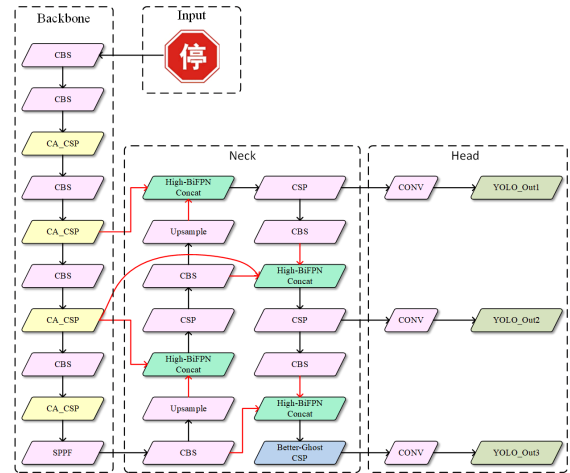 Backbone
Input
停
CBS
CBS
CA_CSP
CBS
CA_CSP
CBS
CA_CSP
CBS
CA_CSP
SPPF
Neck
High-BiFPN
Concat
Upsample
CBS
CSP
High-BiFPN
Concat
Upsample
CBS
CSP
CBS
High-BiFPN
Concat
CSP
CBS
High-BiFPN
Concat
Better-Ghost
CSP
Head
CONV
YOLO_Out1
CONV
YOLO_Out2
CONV
YOLO_Out3